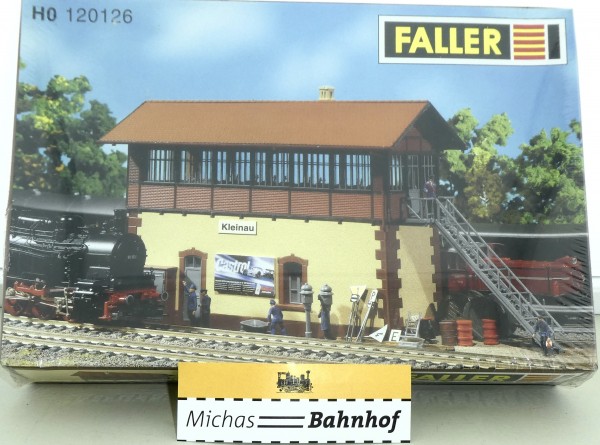 H0 120126
FALLER
Kleinau
Castrol
A E
FALLER
Michas Bahnhof